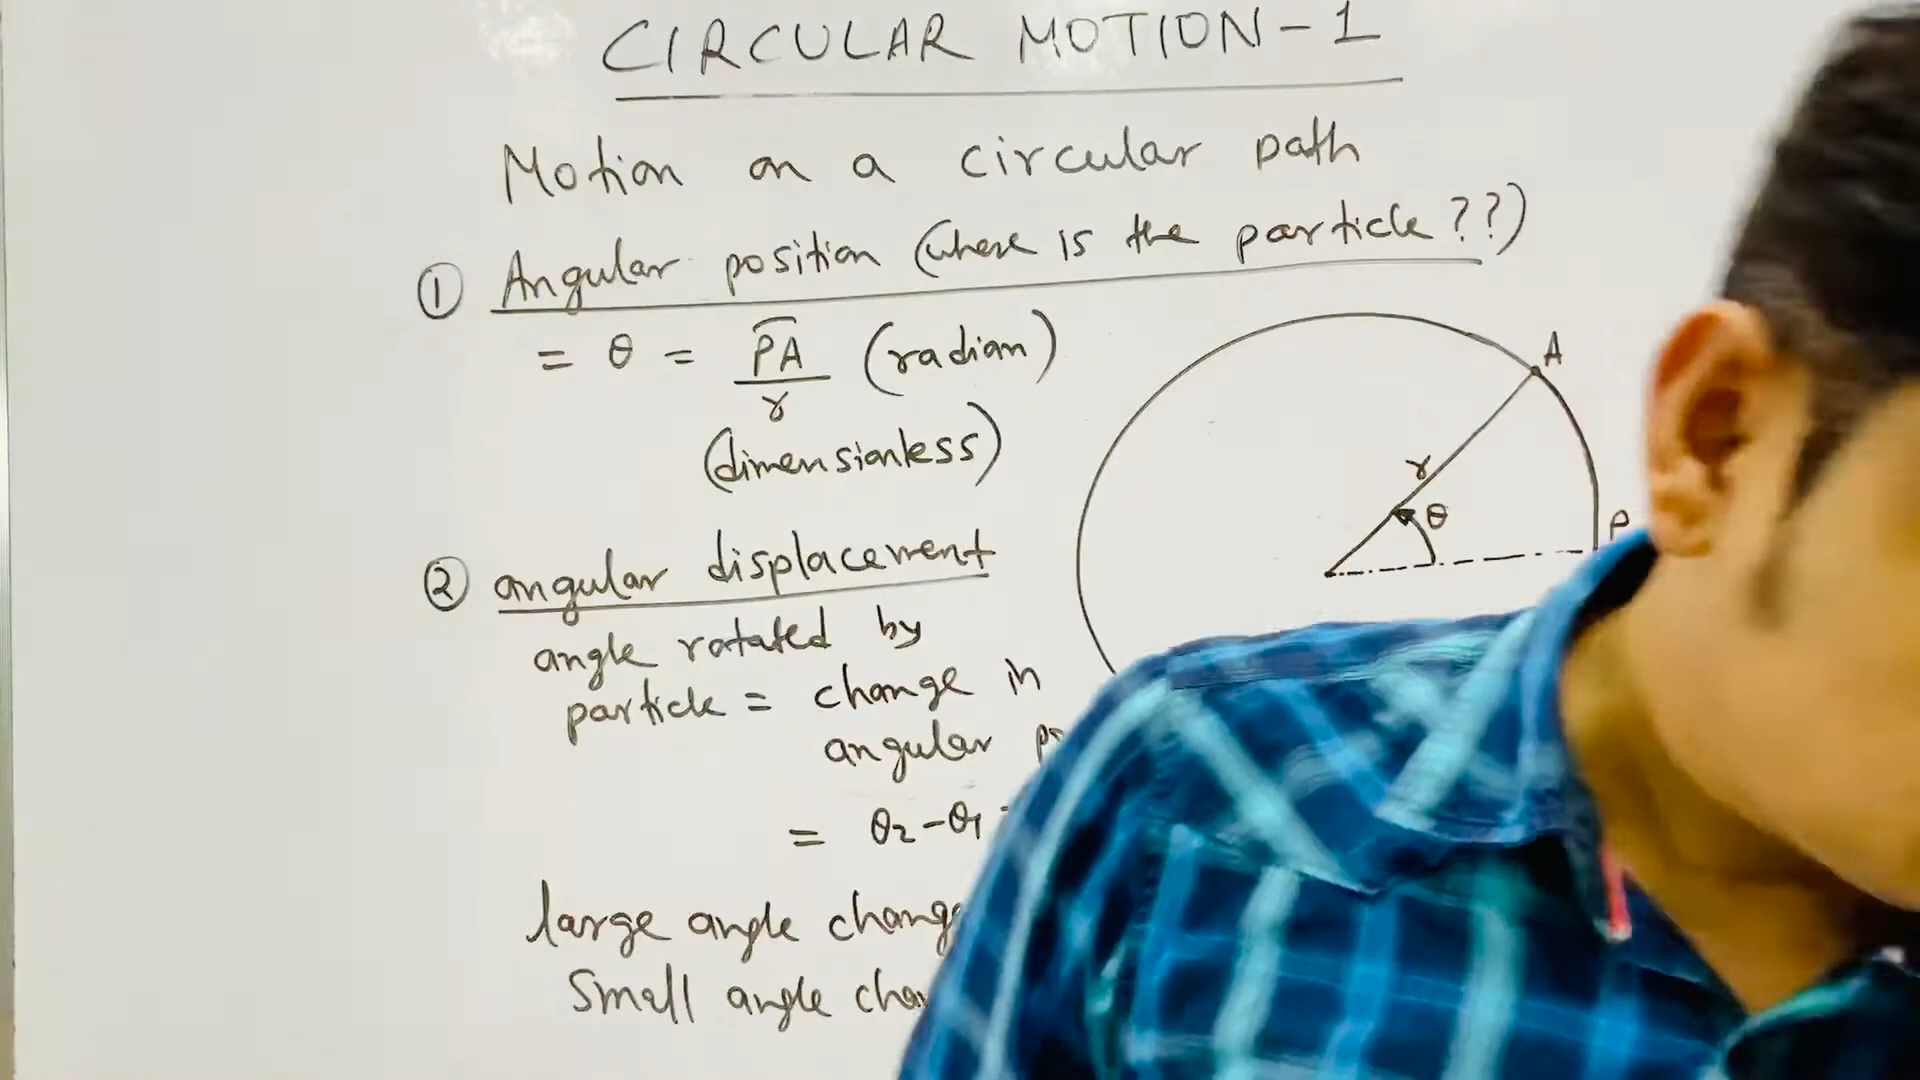 CIRCULAR MOTION-1
Motion on a circular path
① Angular position (where is the particle??)
= θ = P͡A / r (radian)
(dimensionless)
A
r
θ
P
② angular displacement
angle rotated by
particle = change in
angular
= θ2-θ1
large angle
small angle